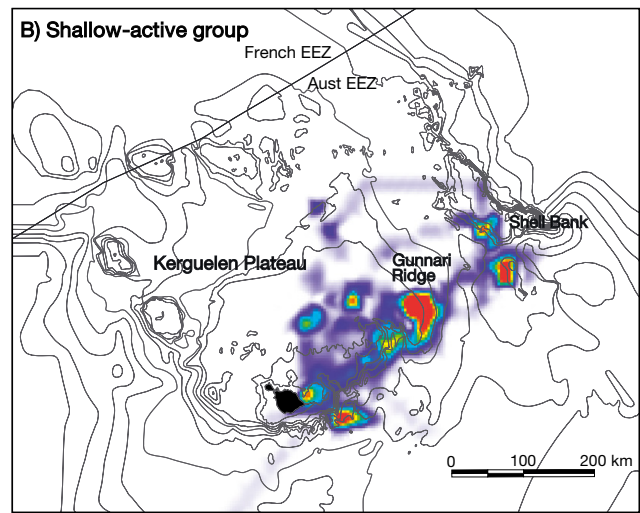 B) Shallow-active group
French EEZ
Aust EEZ
Shell Bank
Kerguelen Plateau
Gunnari
Ridge
0 100 200 km